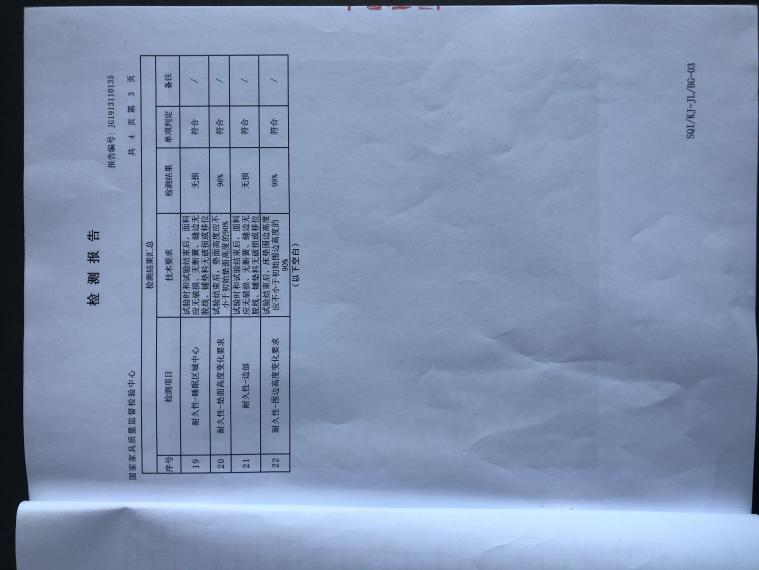 检测报告
国家家具质量监督检验中心
报告编号：JG1913110135
共 4 页 第 3 页
检测结果汇总
序号 检测项目 技术要求 检测结果 单项判定 备注
19 耐久性-睡眠区域中心 试验时和试验结束后，面料应无破损、无断簧、缝边无脱线、铺垫料无破损或移位 无损 符合 /
20 耐久性-垫面高度变化要求 试验结束后，垫面高度应不小于初始垫面高度的90% 96% 符合 /
21 耐久性-边部 试验时和试验结束后，面料应无破损、无断簧、缝边无脱线、铺垫料无破损或移位 无损 符合 /
22 耐久性-围边高度变化要求 试验结束后，床垫围边高度应不小于初始围边高度的90% 98% 符合 /
（以下空白）
SQI/KJ-JL/BG-03